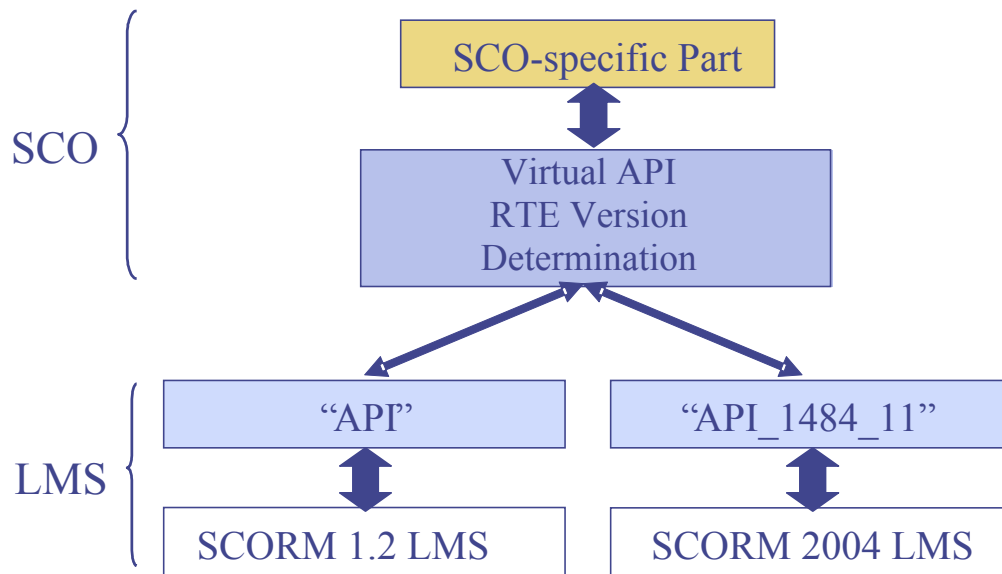 SCO
SCO-specific Part
Virtual API
RTE Version
Determination
LMS
“API”
“API_1484_11”
SCORM 1.2 LMS
SCORM 2004 LMS